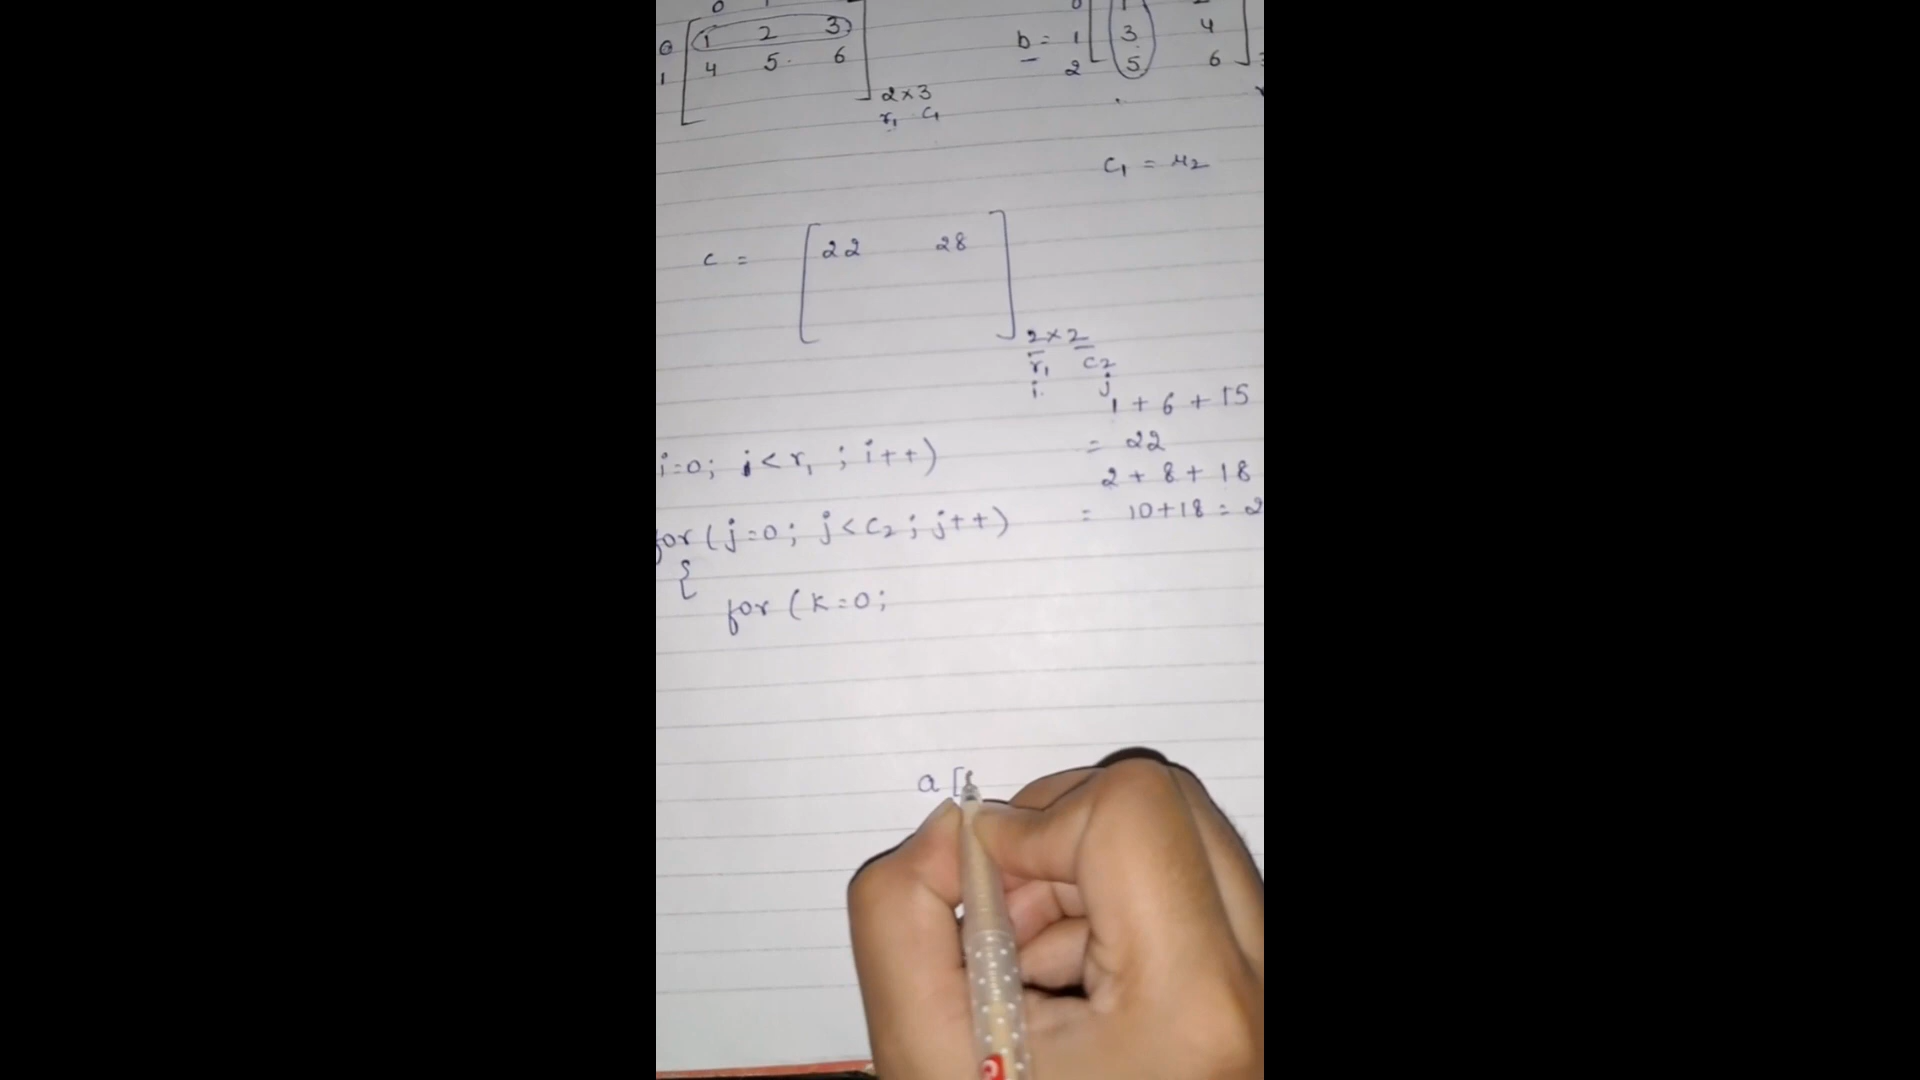 0
0 [ 1 2 3 ]
1 4 5 6
2×3
r₁ c₁
b = 1 [ 3 4 ]
2 5 6
c₁ = r₂
c = [ 22 28 ]
2×2
r₁ c₂
i j
1 + 6 + 15
= 22
2 + 8 + 18
= 10+18 = 2
i=0; i<r₁ ; i++)
for (j=0; j<c₂ ; j++)
{
for (k=0;
a [